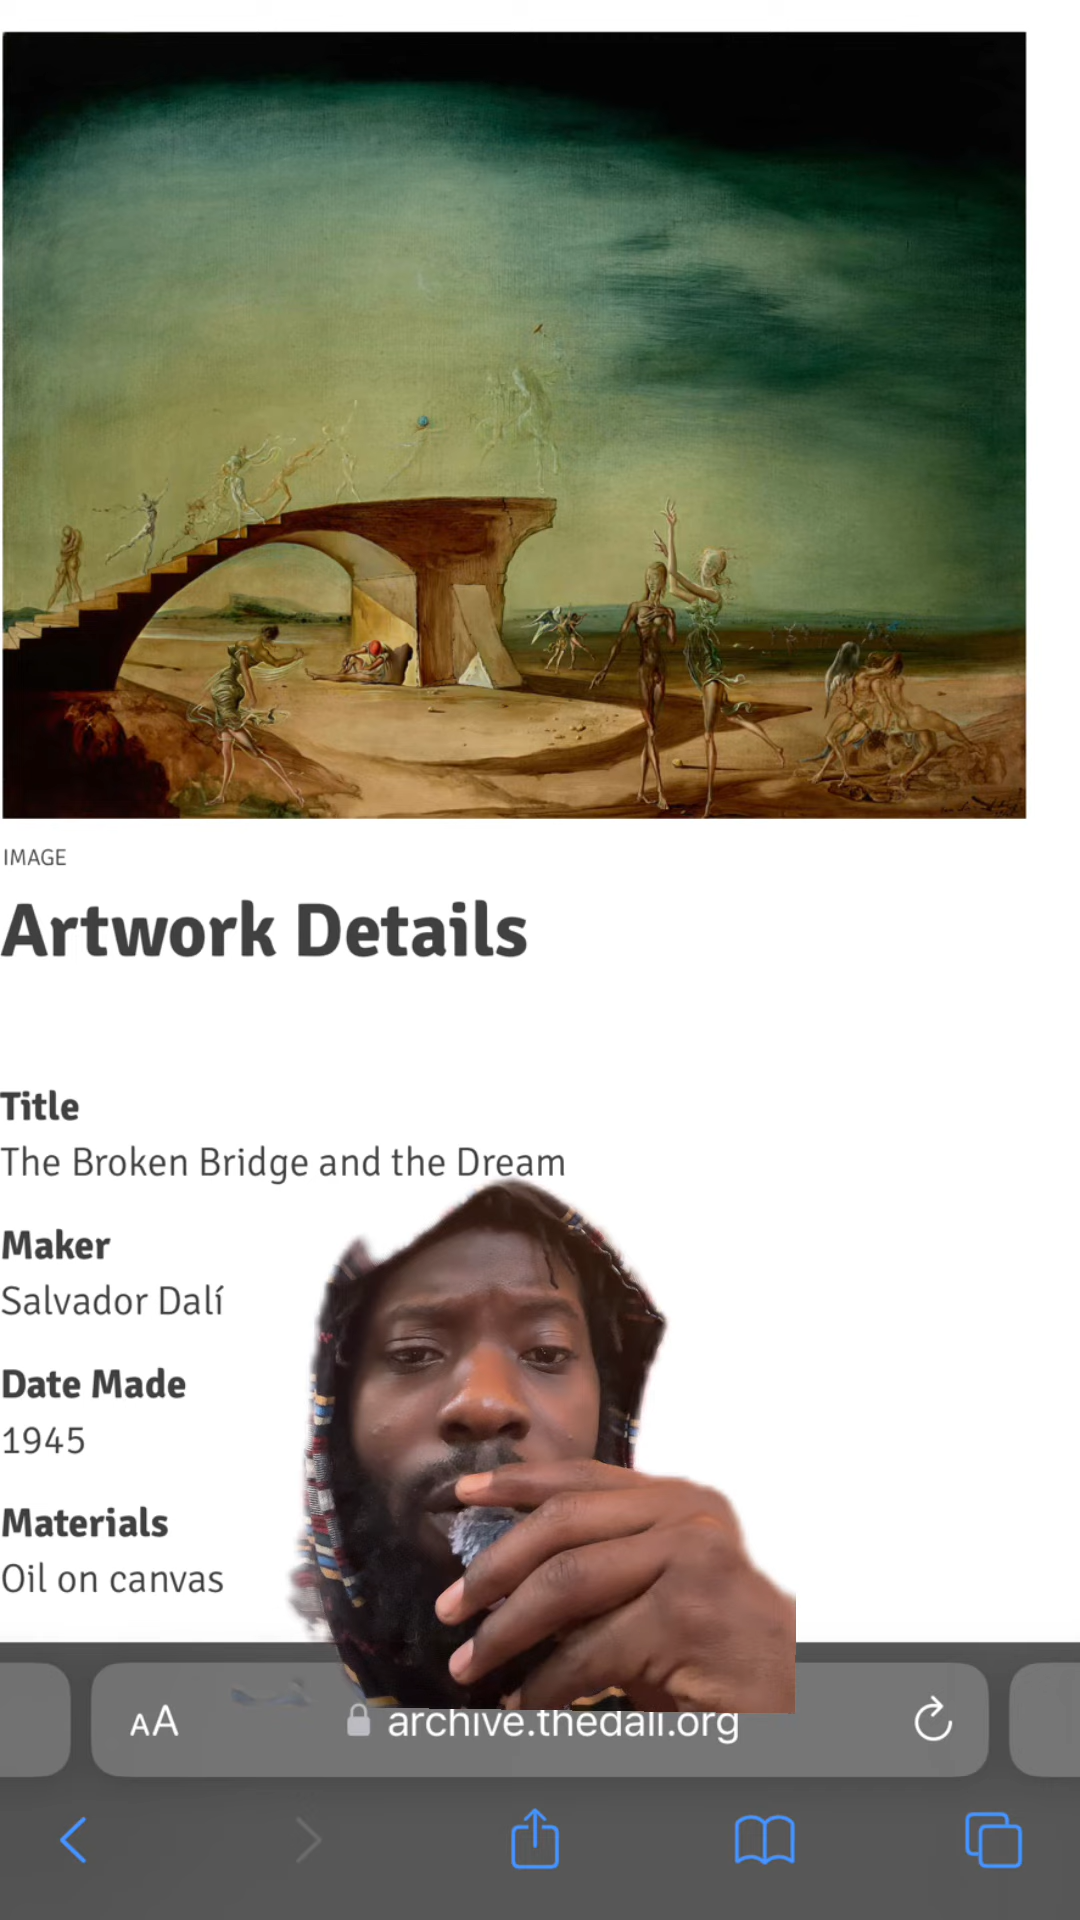 IMAGE
Artwork Details
Title
The Broken Bridge and the Dream
Maker
Salvador Dalí
Date Made
1945
Materials
Oil on canvas
AA
archive.thedali.org